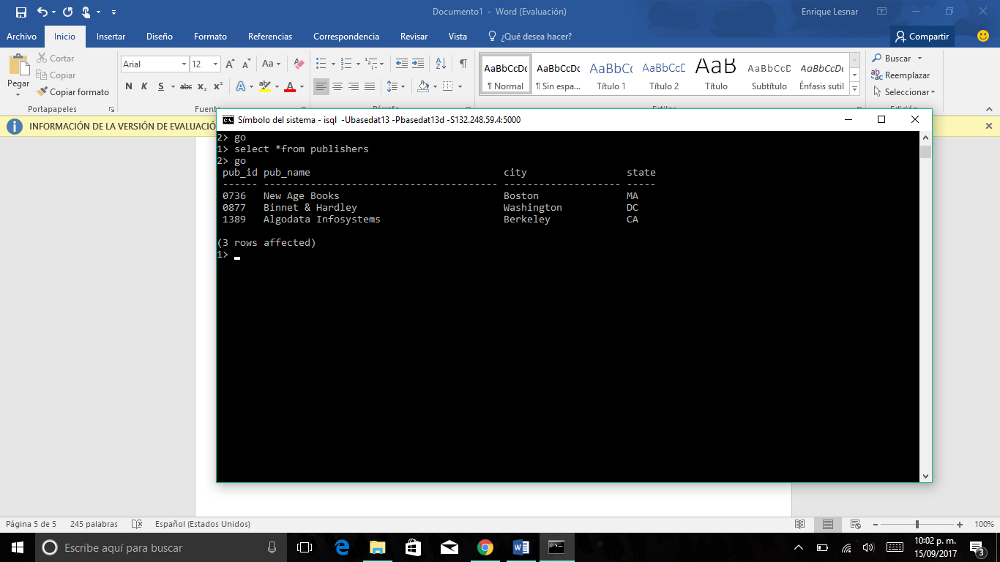 Documento1 - Word (Evaluación)
Enrique Lesnar
Archivo Inicio Insertar Diseño Formato Referencias Correspondencia Revisar Vista ¿Qué desea hacer? Compartir
Pegar
Cortar
Copiar
Copiar formato
Portapapeles
Arial 12 Aa
N K S abc x₂ x² A ab A
Fuente
Párrafo
AaBbCcDc AaBbCcDc AaBbCc AaBbCcD AaB AaBbCcD AaBbCcDc
¶ Normal ¶ Sin espa... Título 1 Título 2 Título Subtítulo Énfasis sutil
Estilos
Buscar
Reemplazar
Seleccionar
Edición
INFORMACIÓN DE LA VERSIÓN DE EVALUACIÓ
Símbolo del sistema - isql -Ubasedat13 -Pbasedat13d -S132.248.59.4:5000
2> go
1> select *from publishers
2> go
pub_id pub_name city state
------ ---------------------------------------- -------------------- -----
0736 New Age Books Boston MA
0877 Binnet & Hardley Washington DC
1389 Algodata Infosystems Berkeley CA
(3 rows affected)
1>
Página 5 de 5 245 palabras Español (Estados Unidos) 100%
Escribe aquí para buscar
10:02 p. m.
15/09/2017
3